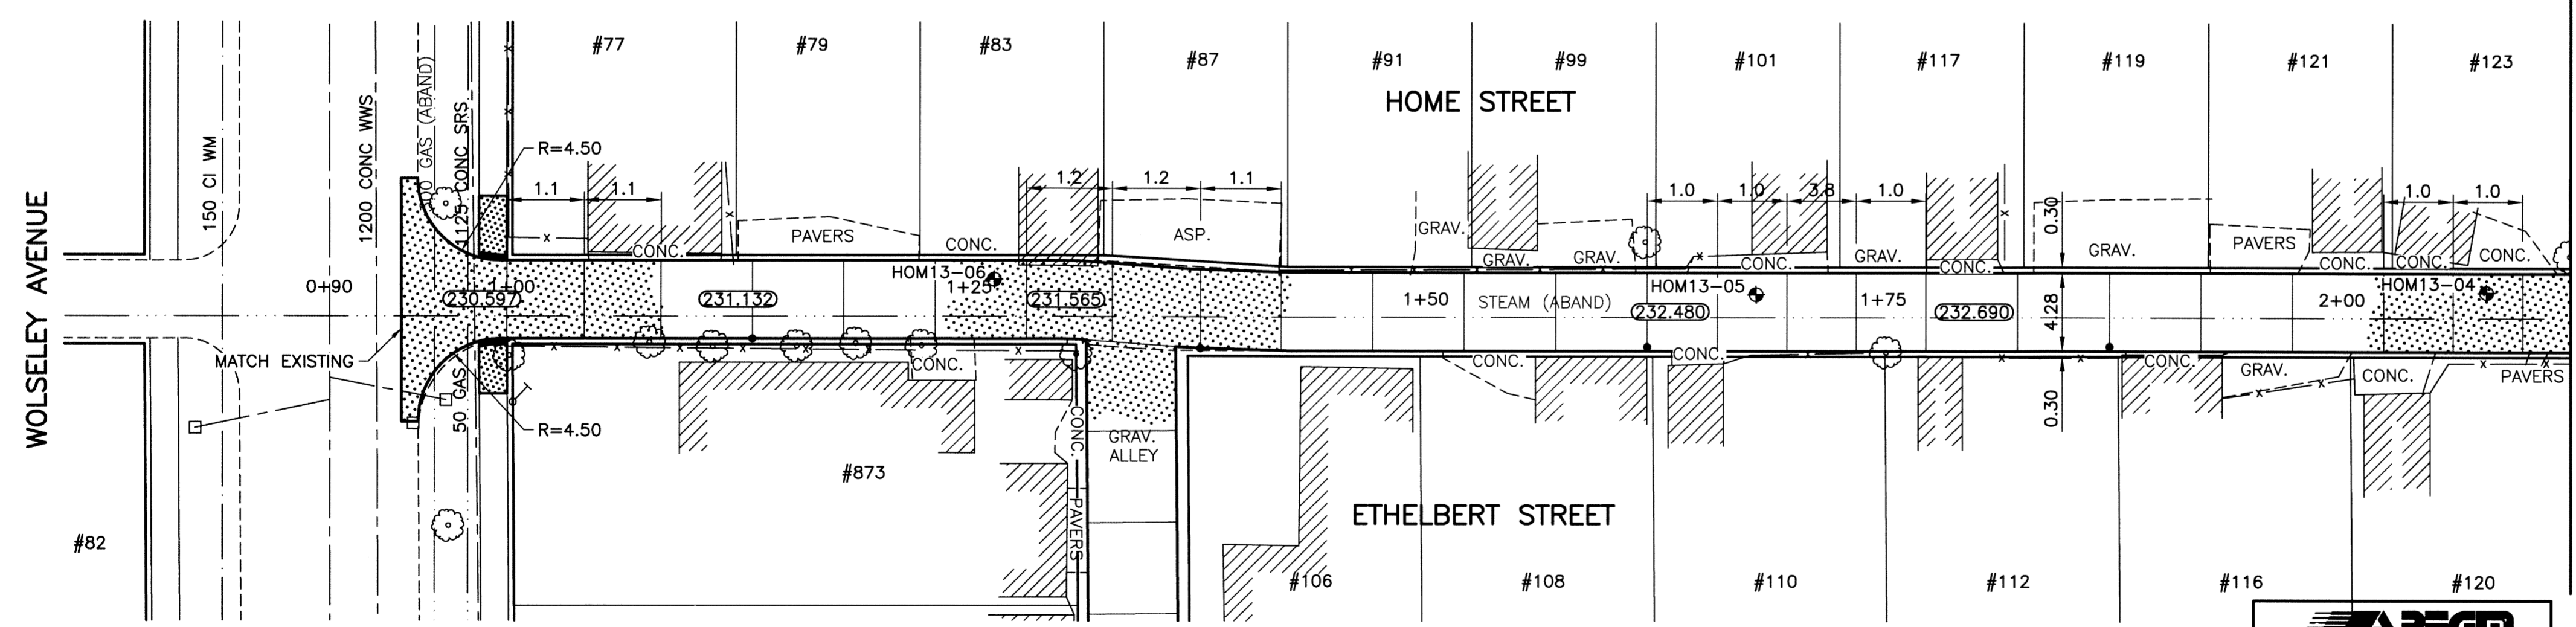 #77
#79
#83
#87
#91
#99
#101
#117
#119
#121
#123
HOME STREET
WOLSELEY AVENUE
150 CI WM
1200 CONC WWS
GAS (ABAND)
1125 CONC SRS
R=4.50
1.1
1.1
1.2
1.2
1.1
1.0
1.0
3.8
1.0
0.30
1.0
1.0
CONC.
PAVERS
CONC.
ASP.
GRAV.
GRAV.
GRAV.
CONC.
GRAV.
CONC.
GRAV.
PAVERS
CONC.
CONC.
CONC.
0+90
1+00
230.597
231.132
HOM13-06
1+25
231.565
1+50
STEAM (ABAND)
HOM13-05
232.480
1+75
232.690
4.28
2+00
HOM13-04
MATCH EXISTING
50 GAS
R=4.50
CONC.
CONC.
PAVERS
GRAV.
ALLEY
CONC.
CONC.
CONC.
0.30
GRAV.
CONC.
PAVERS
#873
ETHELBERT STREET
#82
#106
#108
#110
#112
#116
#120